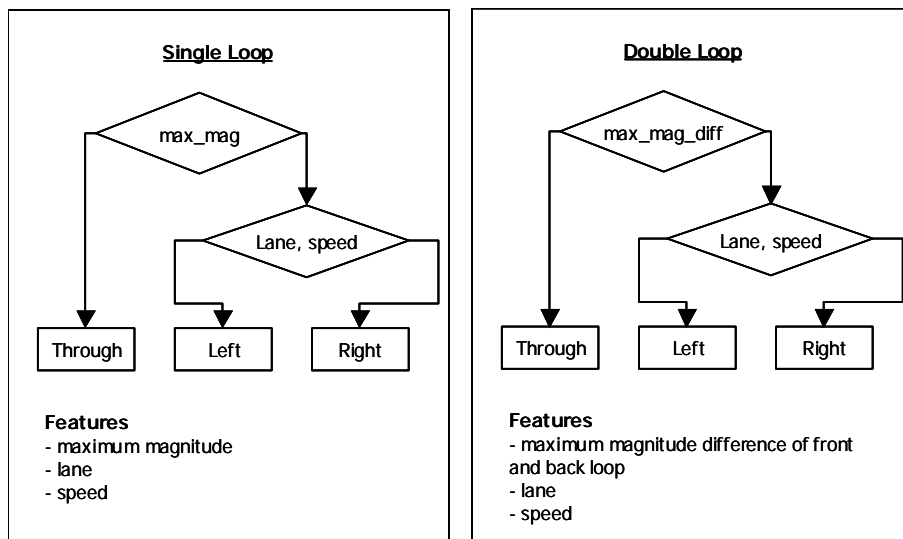 Single Loop
max_mag
Lane, speed
Through
Left
Right
Features
- maximum magnitude
- lane
- speed
Double Loop
max_mag_diff
Lane, speed
Through
Left
Right
Features
- maximum magnitude difference of front
and back loop
- lane
- speed